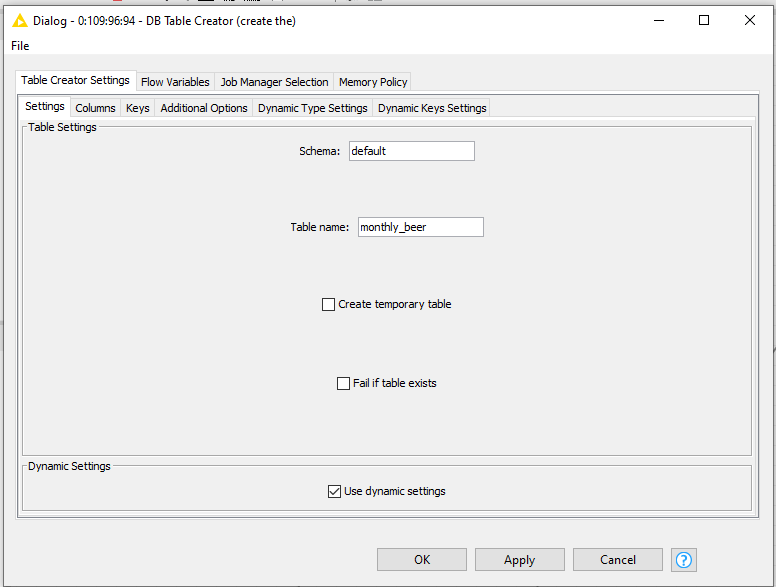 Dialog - 0:109:96:94 - DB Table Creator (create the)
File
Table Creator Settings Flow Variables Job Manager Selection Memory Policy
Settings Columns Keys Additional Options Dynamic Type Settings Dynamic Keys Settings
Table Settings
Schema: default
Table name: monthly_beer
Create temporary table
Fail if table exists
Dynamic Settings
Use dynamic settings
OK Apply Cancel ?